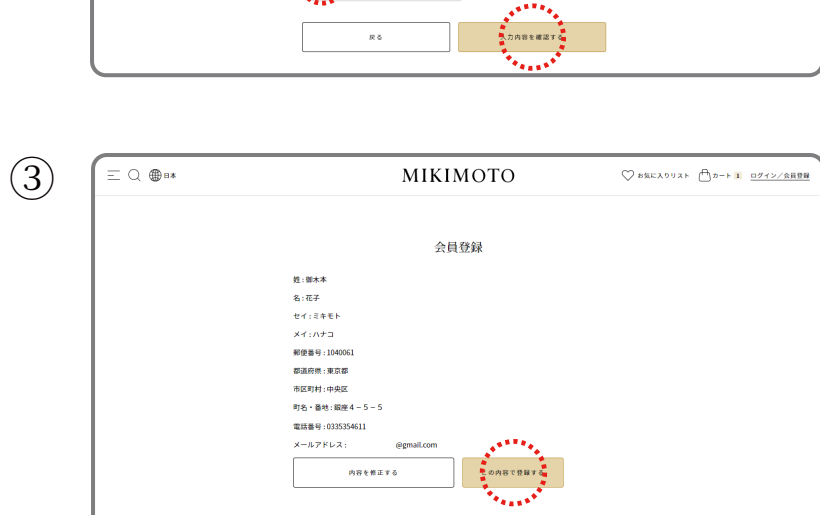 戻る
入力内容を確認する
③
日本
MIKIMOTO
お気に入りリスト
カート 1
ログイン／会員登録
会員登録
姓 : 御木本
名 : 花子
セイ : ミキモト
メイ : ハナコ
郵便番号 : 1040061
都道府県 : 東京都
市区町村 : 中央区
町名・番地 : 銀座４－５－５
電話番号 : 0335354611
メールアドレス : @gmail.com
内容を修正する
この内容で登録する